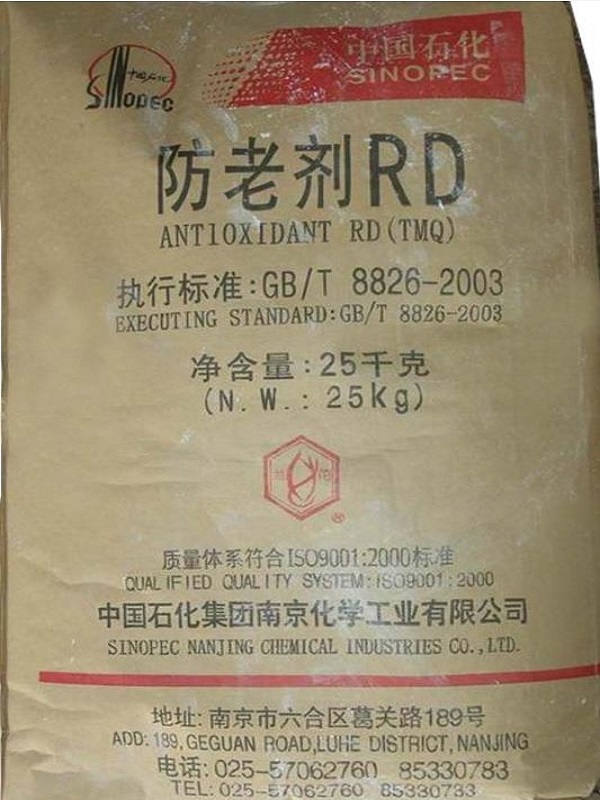 中国石化
SINOPEC
SINOPEC
防老剂RD
ANTIOXIDANT RD(TMQ)
执行标准:GB/T 8826-2003
EXECUTING STANDARD:GB/T 8826-2003
净含量:25千克
(N.W.: 25kg)
®
质量体系符合ISO9001:2000标准
QUALIFIED QUALITY SYSTEM:ISO9001:2000
中国石化集团南京化学工业有限公司
SINOPEC NANJING CHEMICAL INDUSTRIES CO.,LTD.
地址:南京市六合区葛关路189号
ADD:189,GEGUAN ROAD,LUHE DISTRICT,NANJING
电话:025-57062760 85330783
TEL:025-57062760 85330733